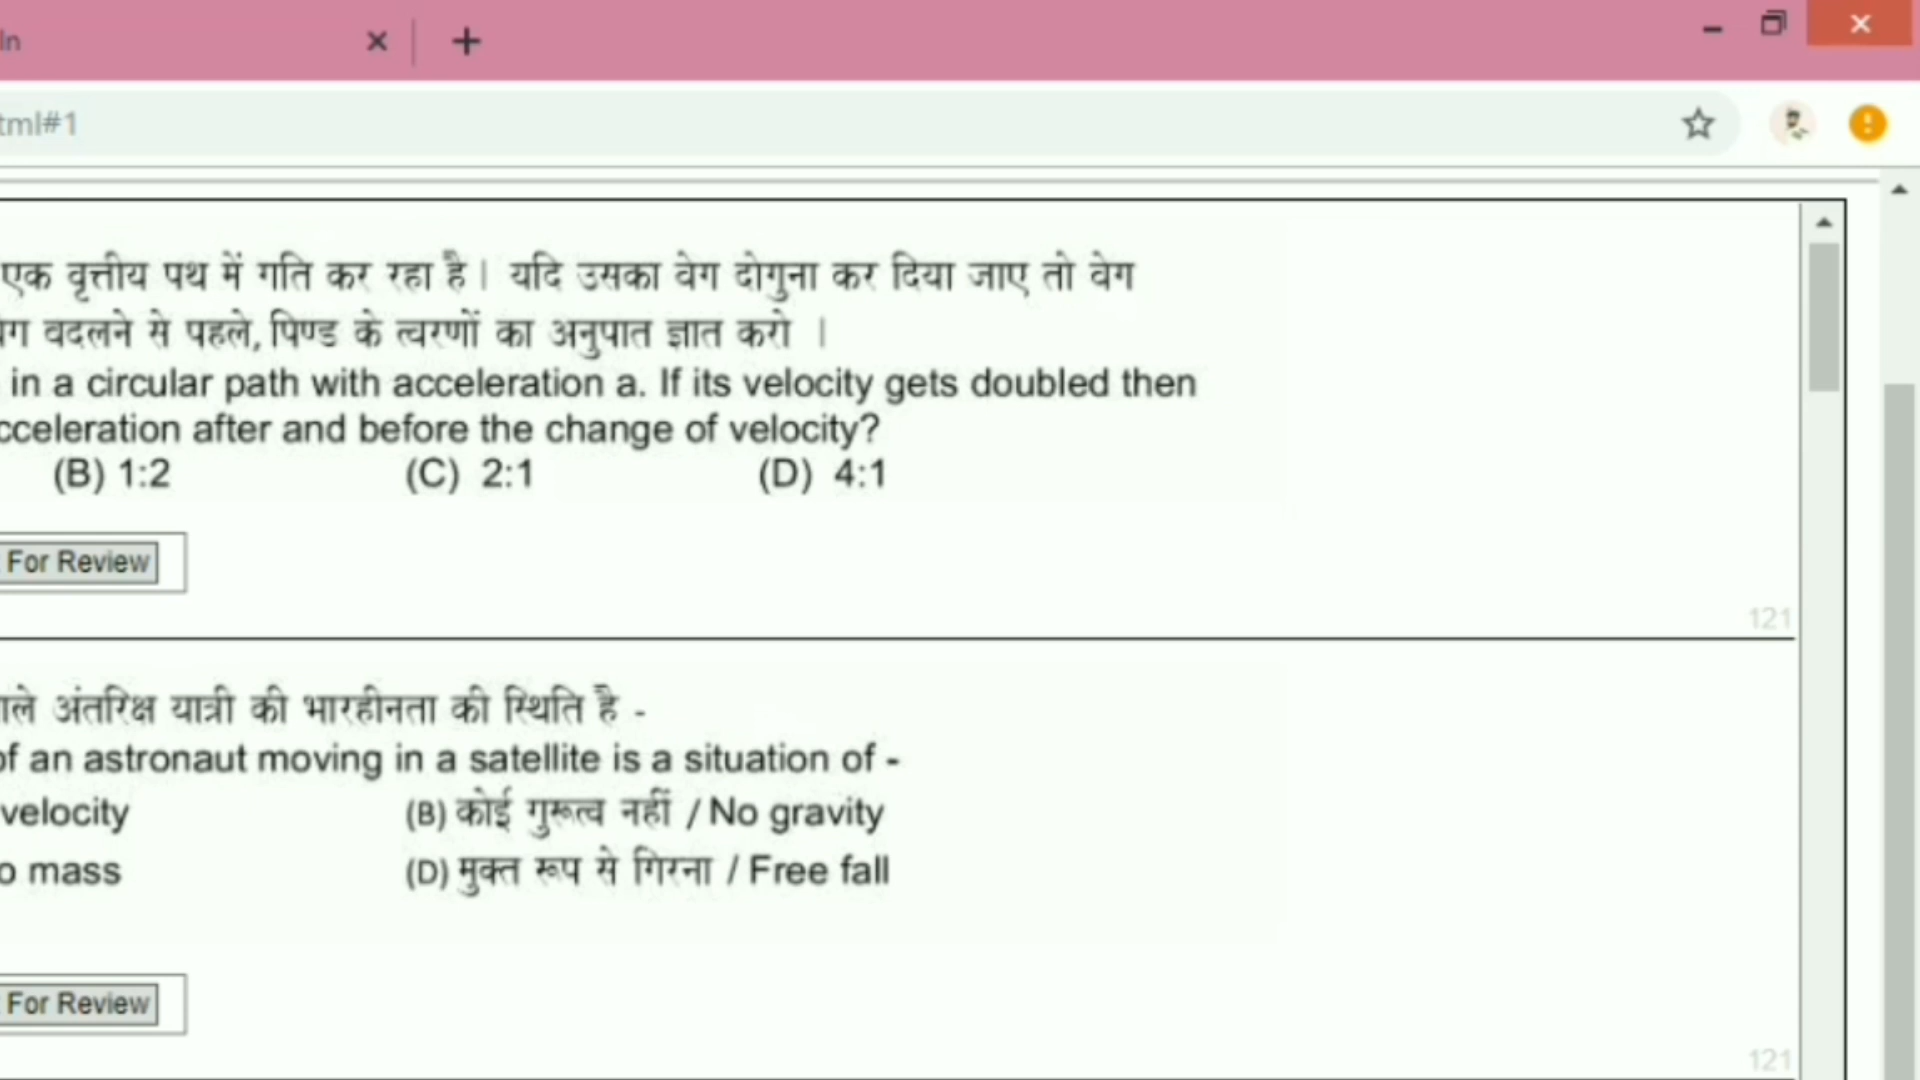 In
tml#1
एक वृत्तीय पथ में गति कर रहा है। यदि उसका वेग दोगुना कर दिया जाए तो वेग
वेग बदलने से पहले, पिण्ड के त्वरणों का अनुपात ज्ञात करो ।
in a circular path with acceleration a. If its velocity gets doubled then
cceleration after and before the change of velocity?
(B) 1:2 (C) 2:1 (D) 4:1
For Review
121
ाले अंतरिक्ष यात्री की भारहीनता की स्थिति है -
of an astronaut moving in a satellite is a situation of -
velocity (B) कोई गुरूत्व नहीं / No gravity
o mass (D) मुक्त रूप से गिरना / Free fall
For Review
121